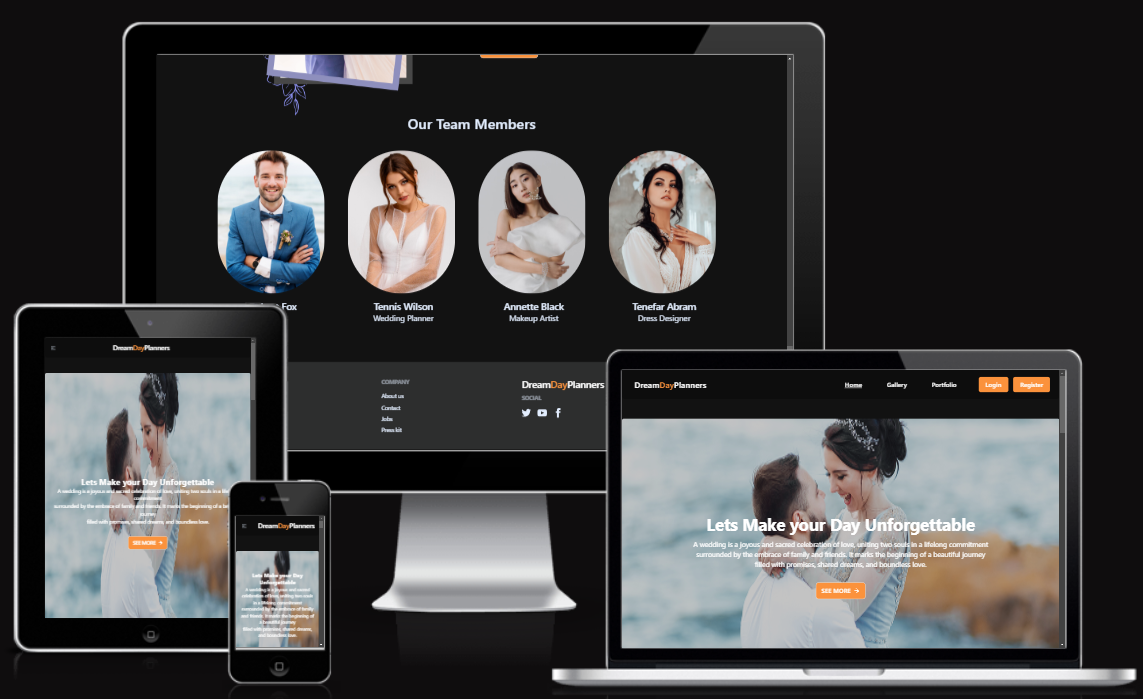 Our Team Members
Fox
Tennis Wilson
Wedding Planner
Annette Black
Makeup Artist
Tenefar Abram
Dress Designer
COMPANY
About us
Contact
Jobs
Press kit
DreamDayPlanners
SOCIAL
DreamDayPlanners
Lets Make your Day Unforgettable
A wedding is a joyous and sacred celebration of love, uniting two souls in a
commitment
surrounded by the embrace of family and friends. It marks the beginning of a
journey
filled with promises, shared dreams, and boundless love.
SEE MORE →
DreamDayPlanners
Lets Make your Day
Unforgettable
A wedding is a joyous and sacred
celebration of love, uniting two souls
in a lifelong commitment
surrounded by the embrace of family
and friends. It marks the beginning of
a beautiful journey
filled with promises, shared dreams,
and boundless love.
DreamDayPlanners
Home
Gallery
Portfolio
Login
Register
Lets Make your Day Unforgettable
A wedding is a joyous and sacred celebration of love, uniting two souls in a lifelong commitment
surrounded by the embrace of family and friends. It marks the beginning of a beautiful journey
filled with promises, shared dreams, and boundless love.
SEE MORE →